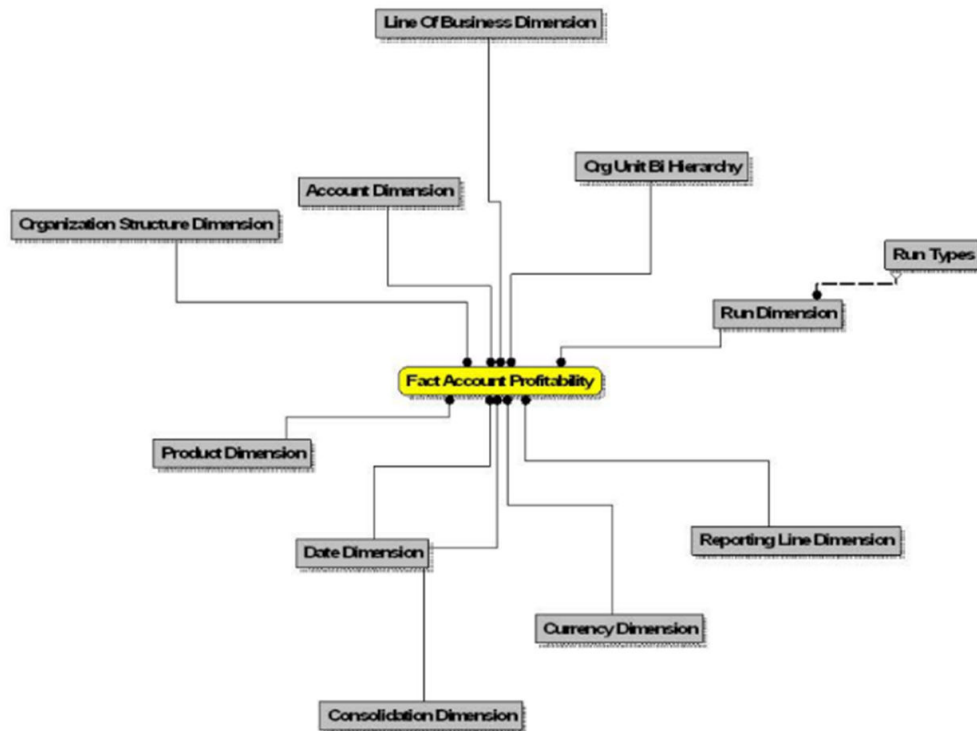 Line Of Business Dimension
Org Unit Bi Hierarchy
Account Dimension
Organization Structure Dimension
Run Types
Run Dimension
Fact Account Profitability
Product Dimension
Reporting Line Dimension
Date Dimension
Currency Dimension
Consolidation Dimension